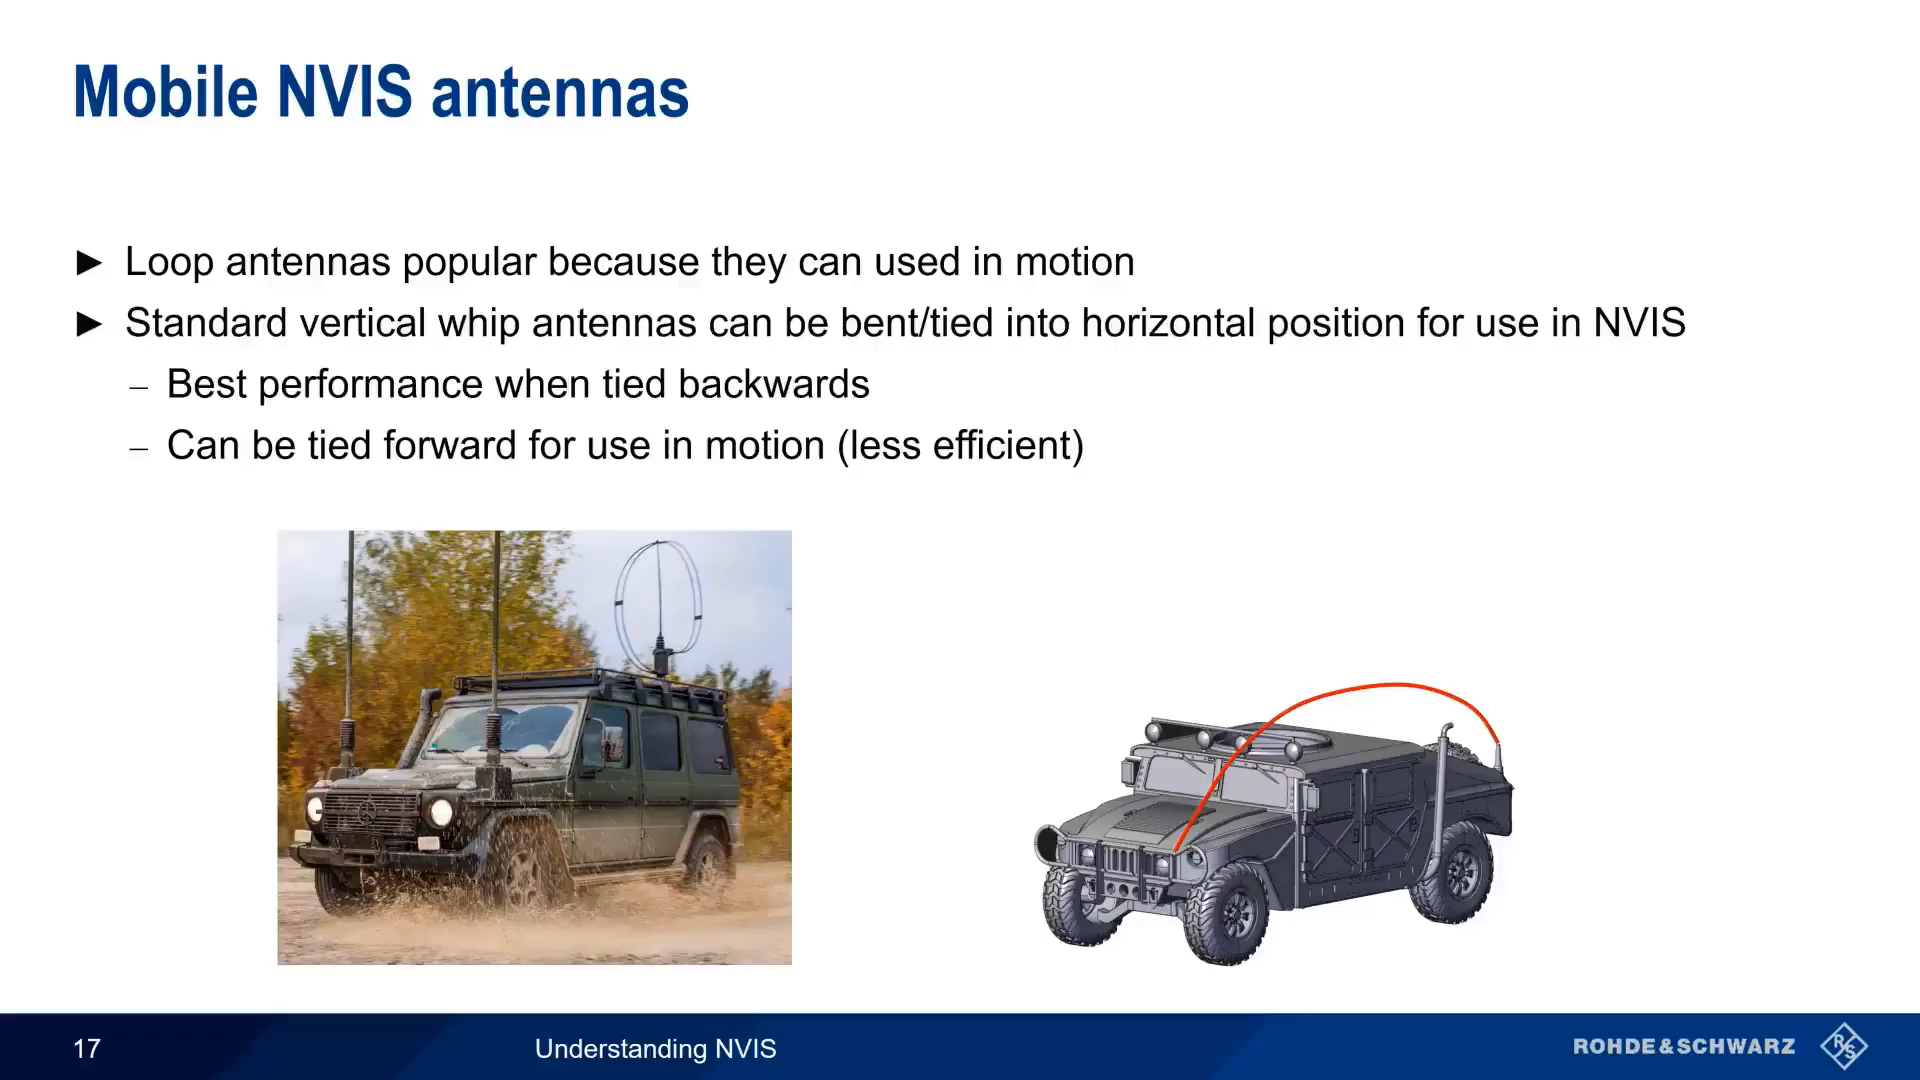 Mobile NVIS antennas
► Loop antennas popular because they can used in motion
► Standard vertical whip antennas can be bent/tied into horizontal position for use in NVIS
– Best performance when tied backwards
– Can be tied forward for use in motion (less efficient)
17
Understanding NVIS
ROHDE&SCHWARZ
R&S